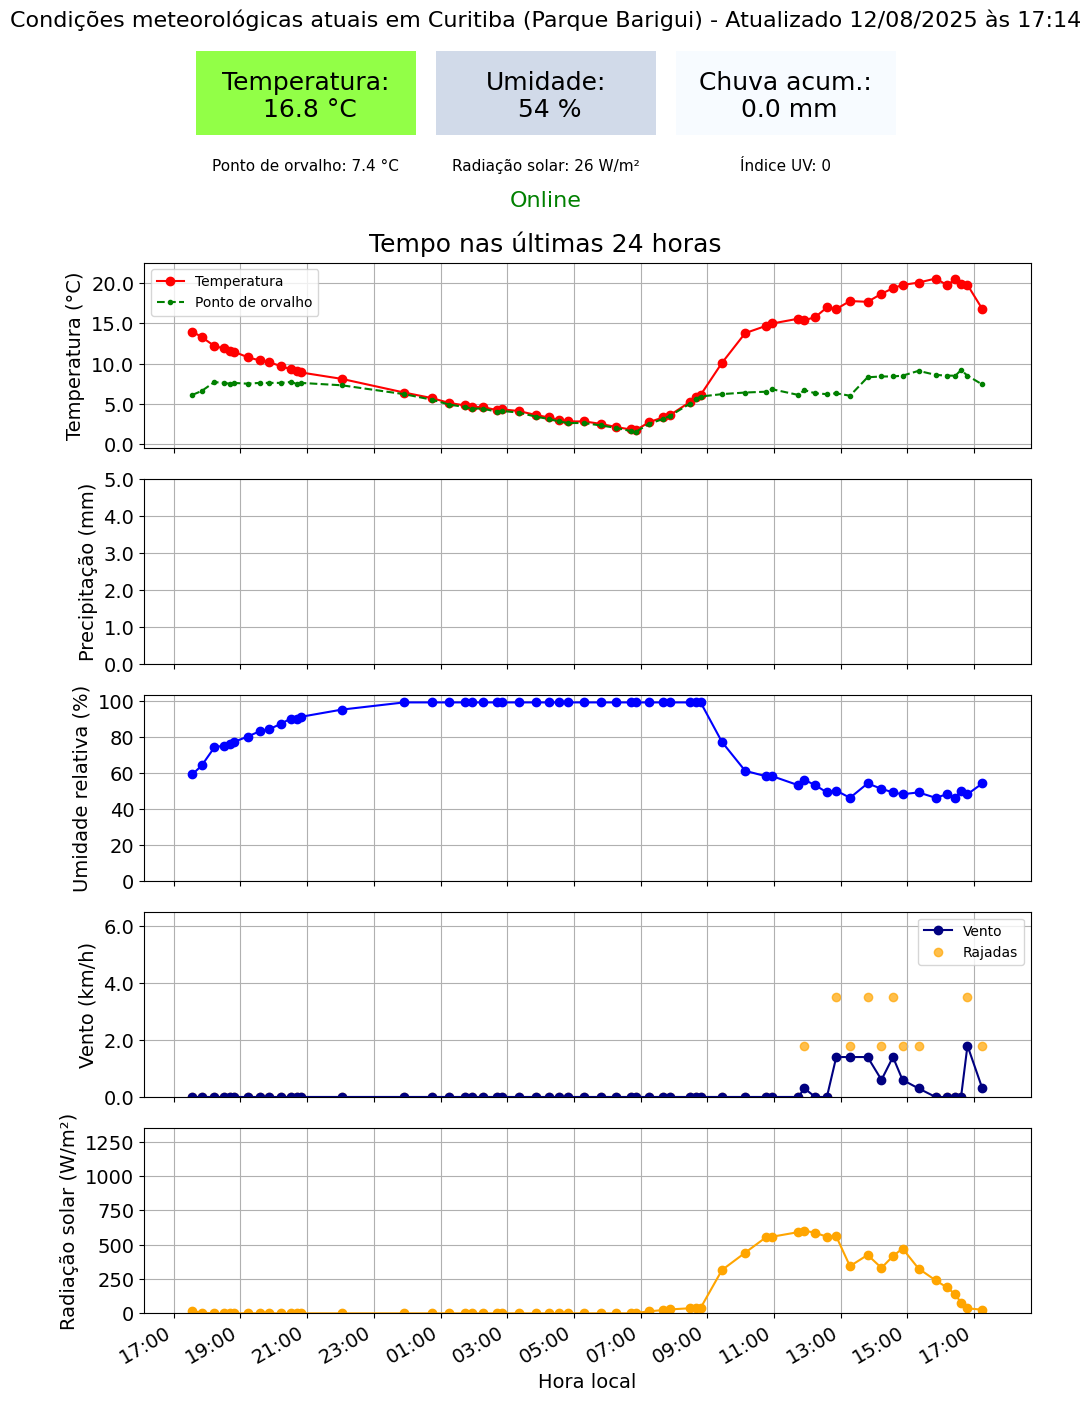 Condições meteorológicas atuais em Curitiba (Parque Barigui) - Atualizado 12/08/2025 às 17:14
Temperatura:
16.8 °C
Umidade:
54 %
Chuva acum.:
0.0 mm
Ponto de orvalho: 7.4 °C
Radiação solar: 26 W/m²
Índice UV: 0
Online
Tempo nas últimas 24 horas
Temperatura (°C)
20.0
15.0
10.0
5.0
0.0
Temperatura
Ponto de orvalho
Precipitação (mm)
5.0
4.0
3.0
2.0
1.0
0.0
Umidade relativa (%)
100
80
60
40
20
0
Vento (km/h)
6.0
4.0
2.0
0.0
Vento
Rajadas
Radiação solar (W/m²)
1250
1000
750
500
250
0
17:00
19:00
21:00
23:00
01:00
03:00
05:00
07:00
09:00
11:00
13:00
15:00
17:00
Hora local